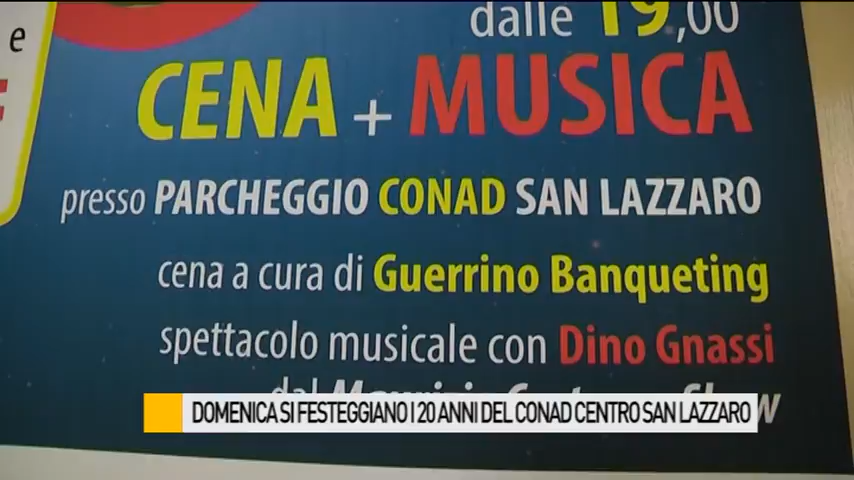 dalle 19,00
e
CENA + MUSICA
presso PARCHEGGIO CONAD SAN LAZZARO
cena a cura di Guerrino Banqueting
spettacolo musicale con Dino Gnassi
DOMENICA SI FESTEGGIANO I 20 ANNI DEL CONAD CENTRO SAN LAZZARO